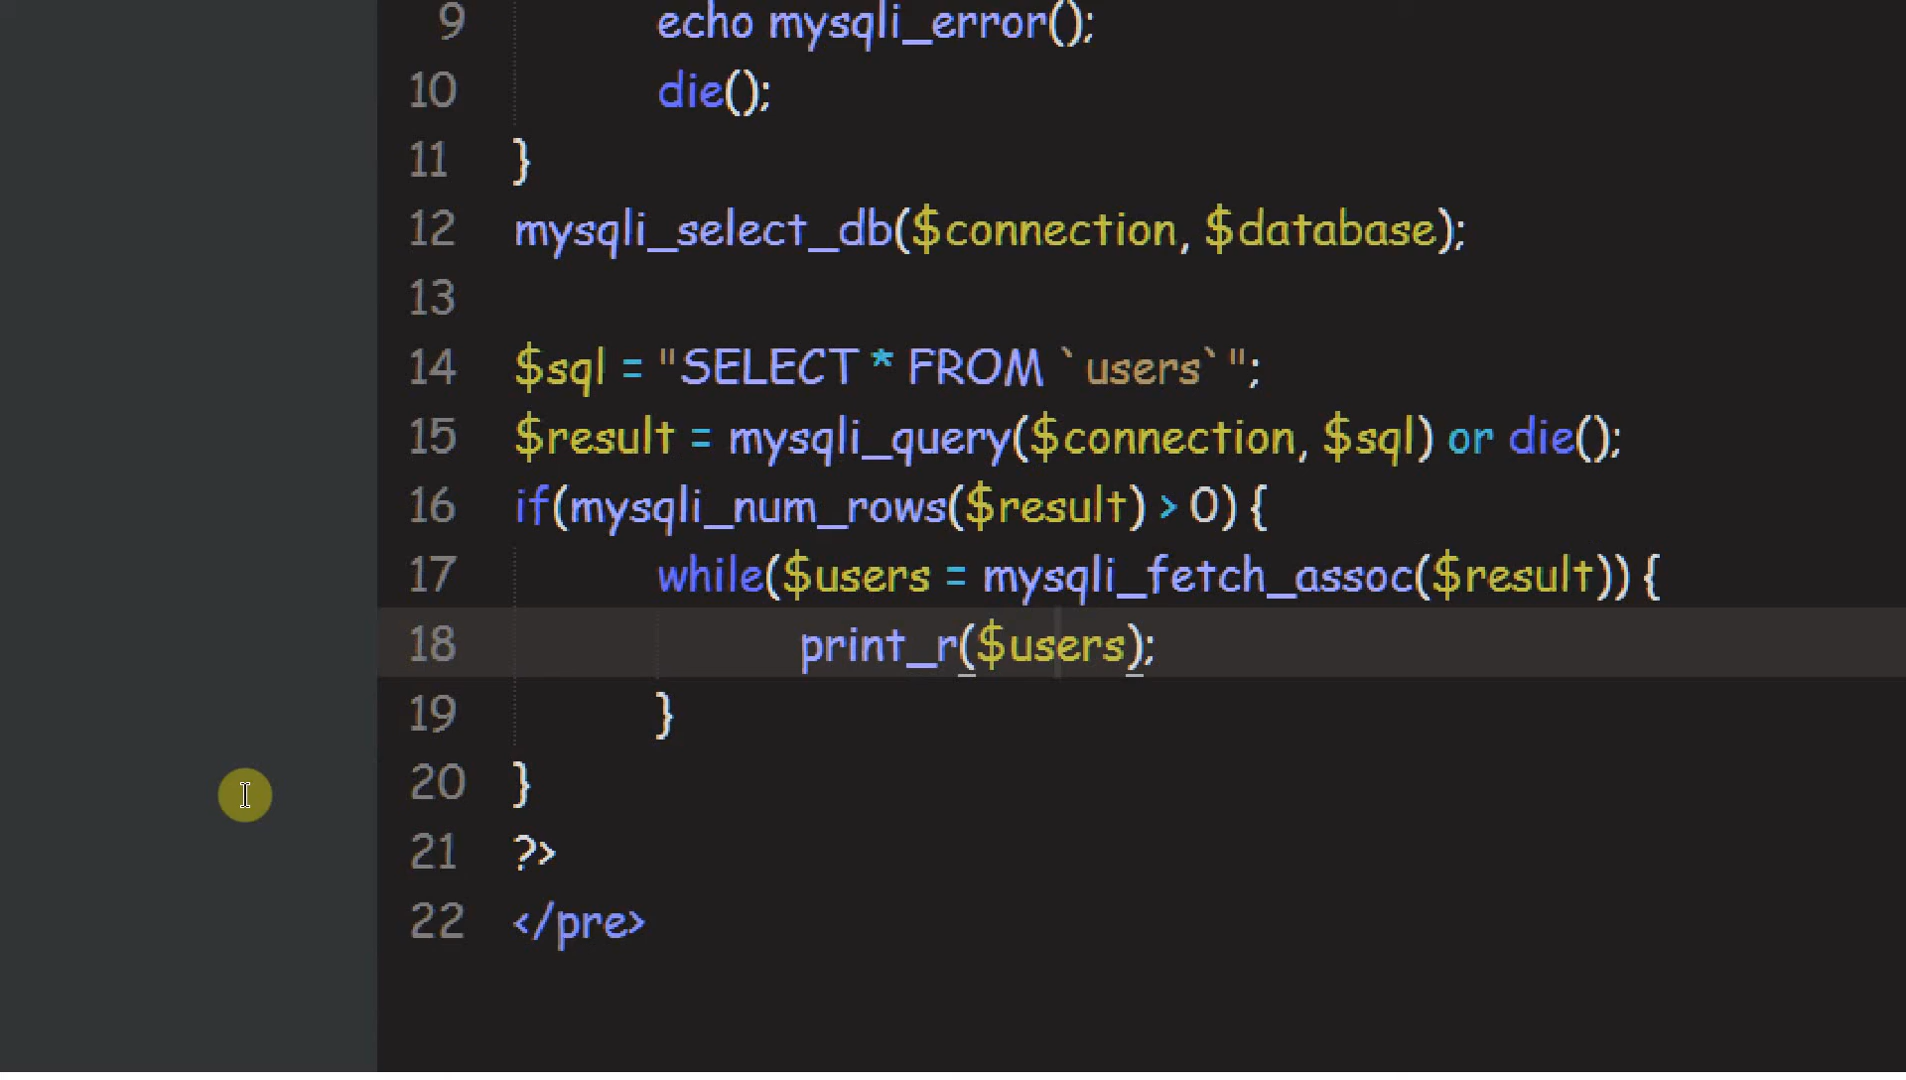 9 echo mysqli_error();
10 die();
11 }
12 mysqli_select_db($connection, $database);
13
14 $sql = "SELECT * FROM `users`";
15 $result = mysqli_query($connection, $sql) or die();
16 if(mysqli_num_rows($result) > 0) {
17 while($users = mysqli_fetch_assoc($result)) {
18 print_r($users);
19 }
20 }
21 ?>
22 </pre>